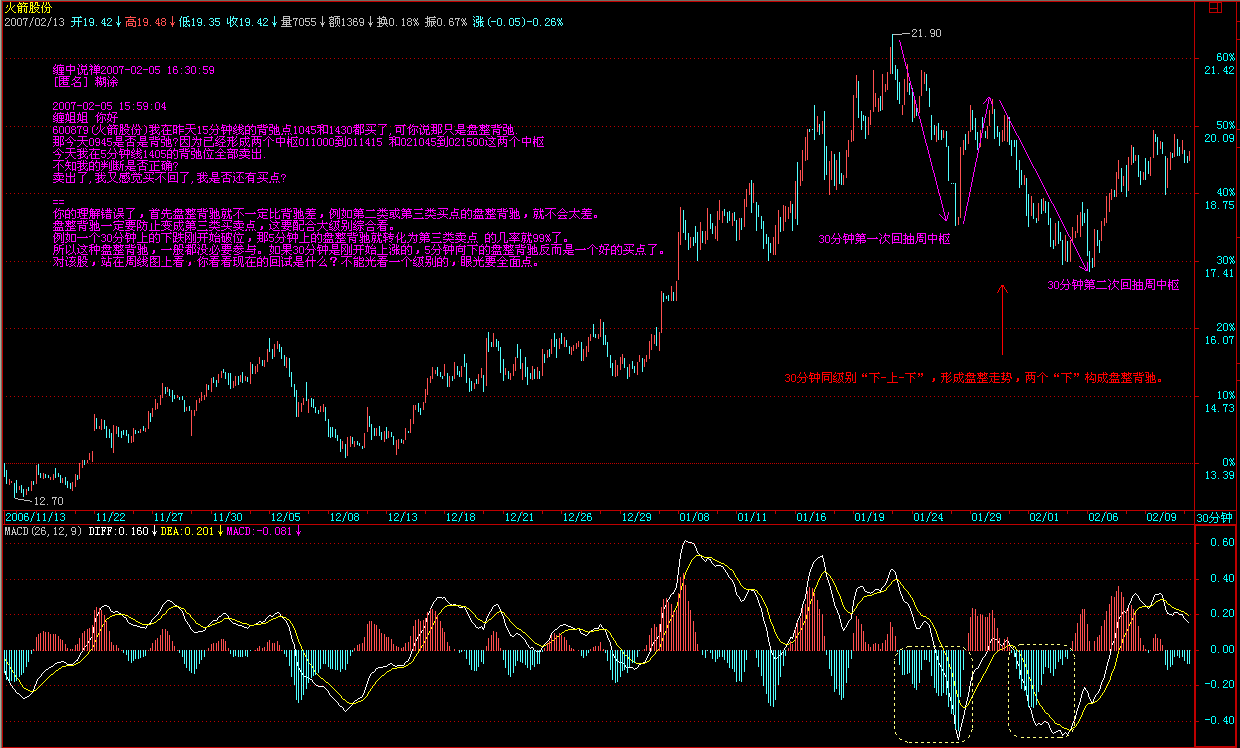 火箭股份
2007/02/13 开19.42↓高19.48↓低19.35 收19.42↓量7055↓额1369↓换0.18% 振0.67% 涨(-0.05)-0.26%
21.90
缠中说禅2007-02-05 16:30:59
[匿名] 糊涂
2007-02-05 15:59:04
缠姐姐 你好
600879(火箭股份)我在昨天15分钟线的背弛点1045和1430都买了,可你说那只是盘整背弛
那今天0945是否是背弛?因为已经形成两个中枢011000到011415 和021045到021500这两个中枢
今天我在5分钟线1405的背弛位全部卖出
不知我的判断是否正确?
卖出了,我又感觉买不回了,我是否还有买点?
==
你的理解错误了，首先盘整背弛就不一定比背弛差，例如第二类或第三类买点的盘整背弛，就不会太差。
盘整背弛一定要防止变成第三类买卖点，这要配合大级别综合看。
例如一个30分钟上的下跌刚开始破位，那5分钟上的盘整背弛就转化为第三类卖点 的几率就99%了。
所以这种盘整背弛，一般都没必要参与。如果30分钟是刚开始上涨的，5分钟向下的盘整背弛反而是一个好的买点了。
对该股，站在周线图上看，你看看现在的回试是什么？不能光看一个级别的，眼光要全面点。
30分钟第一次回抽周中枢
30分钟第二次回抽周中枢
30分钟同级别“下-上-下”，形成盘整走势，两个“下”构成盘整背弛。
12.70
60%
21.42
50%
20.09
40%
18.75
30%
17.41
20%
16.07
10%
14.73
0%
13.39
2006/11/13 11/22 11/27 11/30 12/05 12/08 12/13 12/18 12/21 12/26 12/29 01/08 01/11 01/16 01/19 01/24 01/29 02/01 02/06 02/09 30分钟
MACD(26,12,9) DIFF:0.160↓DEA:0.201↓MACD:-0.081↓
0.60
0.40
0.20
0.00
-0.20
-0.40